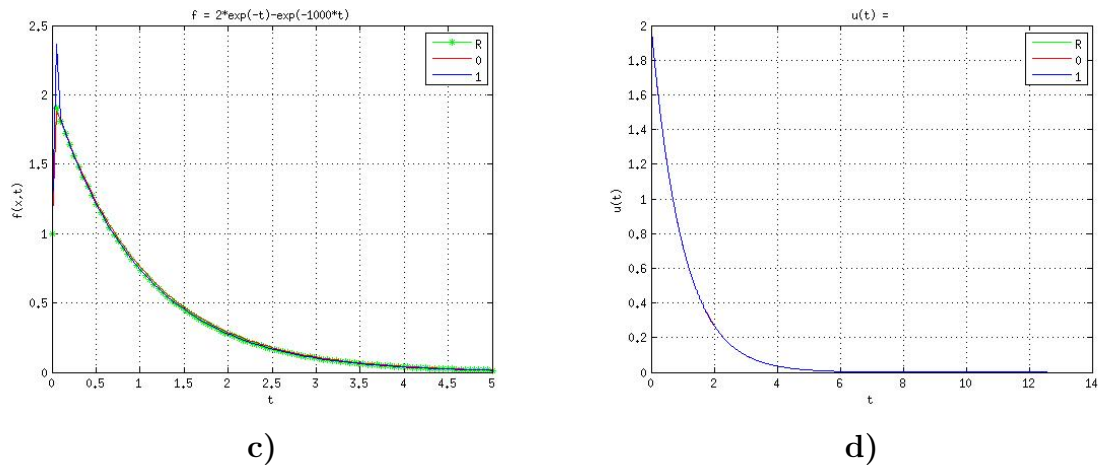 f = 2*exp(-t)-exp(-1000*t)
2.5
2
1.5
1
0.5
0
f(x,t)
0 0.5 1 1.5 2 2.5 3 3.5 4 4.5 5
t
R
0
1
c)
u(t) =
2
1.8
1.6
1.4
1.2
1
0.8
0.6
0.4
0.2
0
u(t)
0 2 4 6 8 10 12 14
t
R
0
1
d)